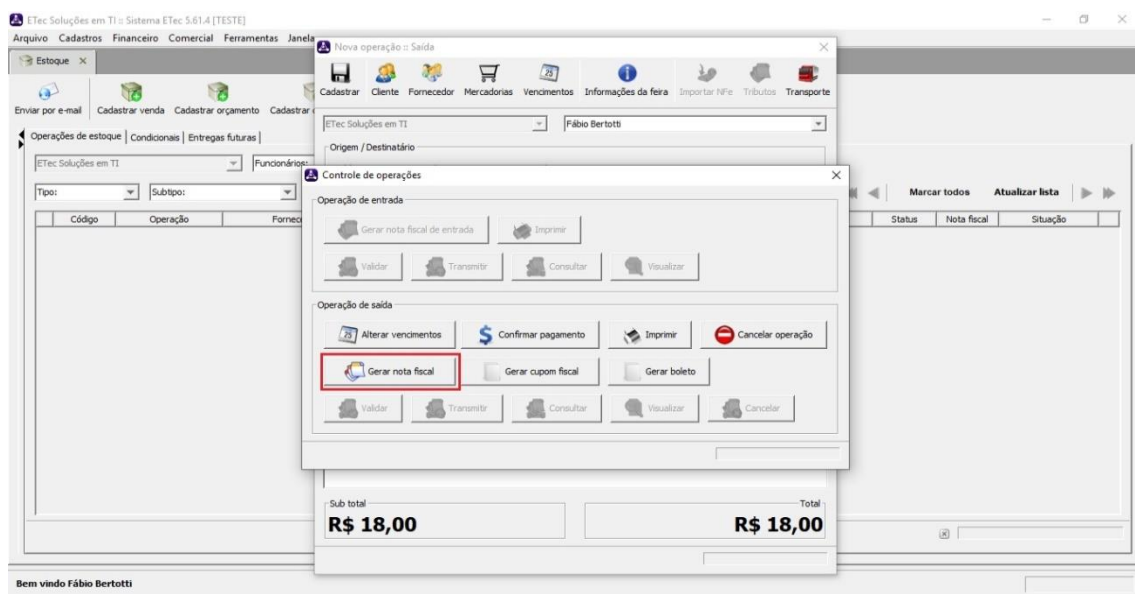 ETec Soluções em TI :: Sistema ETec 5.61.4 [TESTE]
Arquivo Cadastros Financeiro Comercial Ferramentas Janela
Estoque
Enviar por e-mail Cadastrar venda Cadastrar orçamento Cadastrar
Operações de estoque Condicionais Entregas futuras
ETec Soluções em TI Funcionários:
Tipo: Subtipo: Marcar todos Atualizar lista
Código Operação Status Nota fiscal Situação
Nova operação :: Saída
Cadastrar Cliente Fornecedor Mercadorias Vencimentos Informações da feira Importar NFe Tributos Transporte
ETec Soluções em TI Fábio Bertotti
Origem / Destinatário
Controle de operações
Operação de entrada
Gerar nota fiscal de entrada Imprimir
Validar Transmitir Consultar Visualizar
Operação de saída
25 Alterar vencimentos Confirmar pagamento Imprimir Cancelar operação
Gerar nota fiscal Gerar cupom fiscal Gerar boleto
Validar Transmitir Consultar Visualizar Cancelar
Sub total Total
R$ 18,00 R$ 18,00
Bem vindo Fábio Bertotti